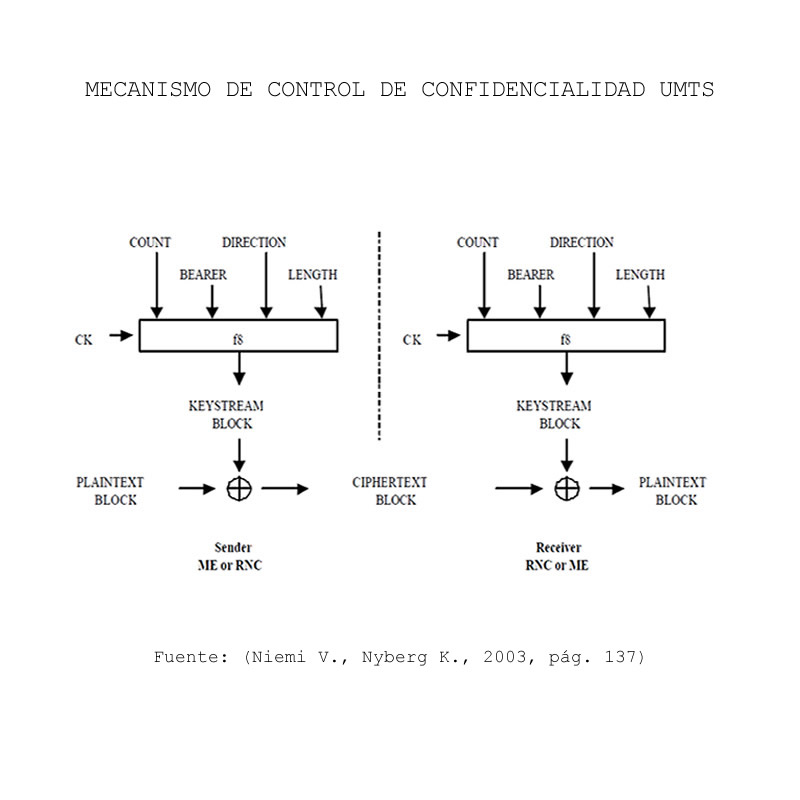 MECANISMO DE CONTROL DE CONFIDENCIALIDAD UMTS
COUNT DIRECTION
BEARER LENGTH
CK f8
KEYSTREAM
BLOCK
COUNT DIRECTION
BEARER LENGTH
CK f8
KEYSTREAM
BLOCK
PLAINTEXT
BLOCK
CIPHERTEXT
BLOCK
PLAINTEXT
BLOCK
Sender
ME or RNC
Receiver
RNC or ME
Fuente: (Niemi V., Nyberg K., 2003, pág. 137)